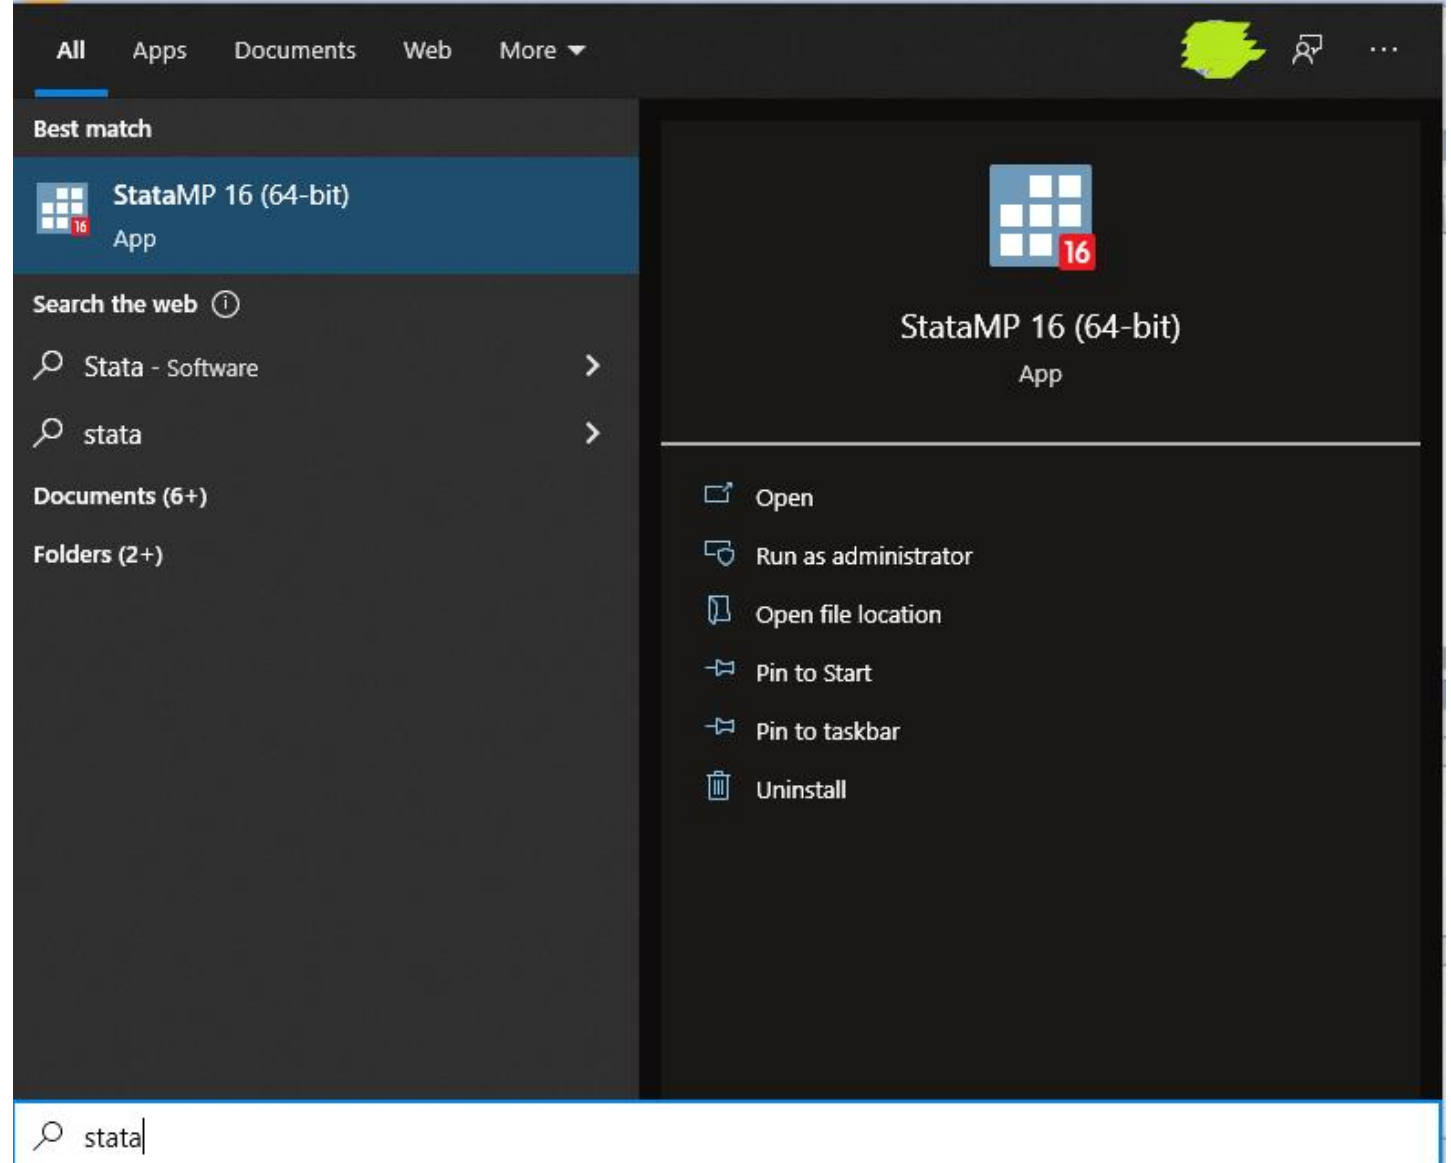 All Apps Documents Web More
Best match
StataMP 16 (64-bit)
App
16
Search the web
Stata - Software
stata
Documents (6+)
Folders (2+)
16
StataMP 16 (64-bit)
App
Open
Run as administrator
Open file location
Pin to Start
Pin to taskbar
Uninstall
stata